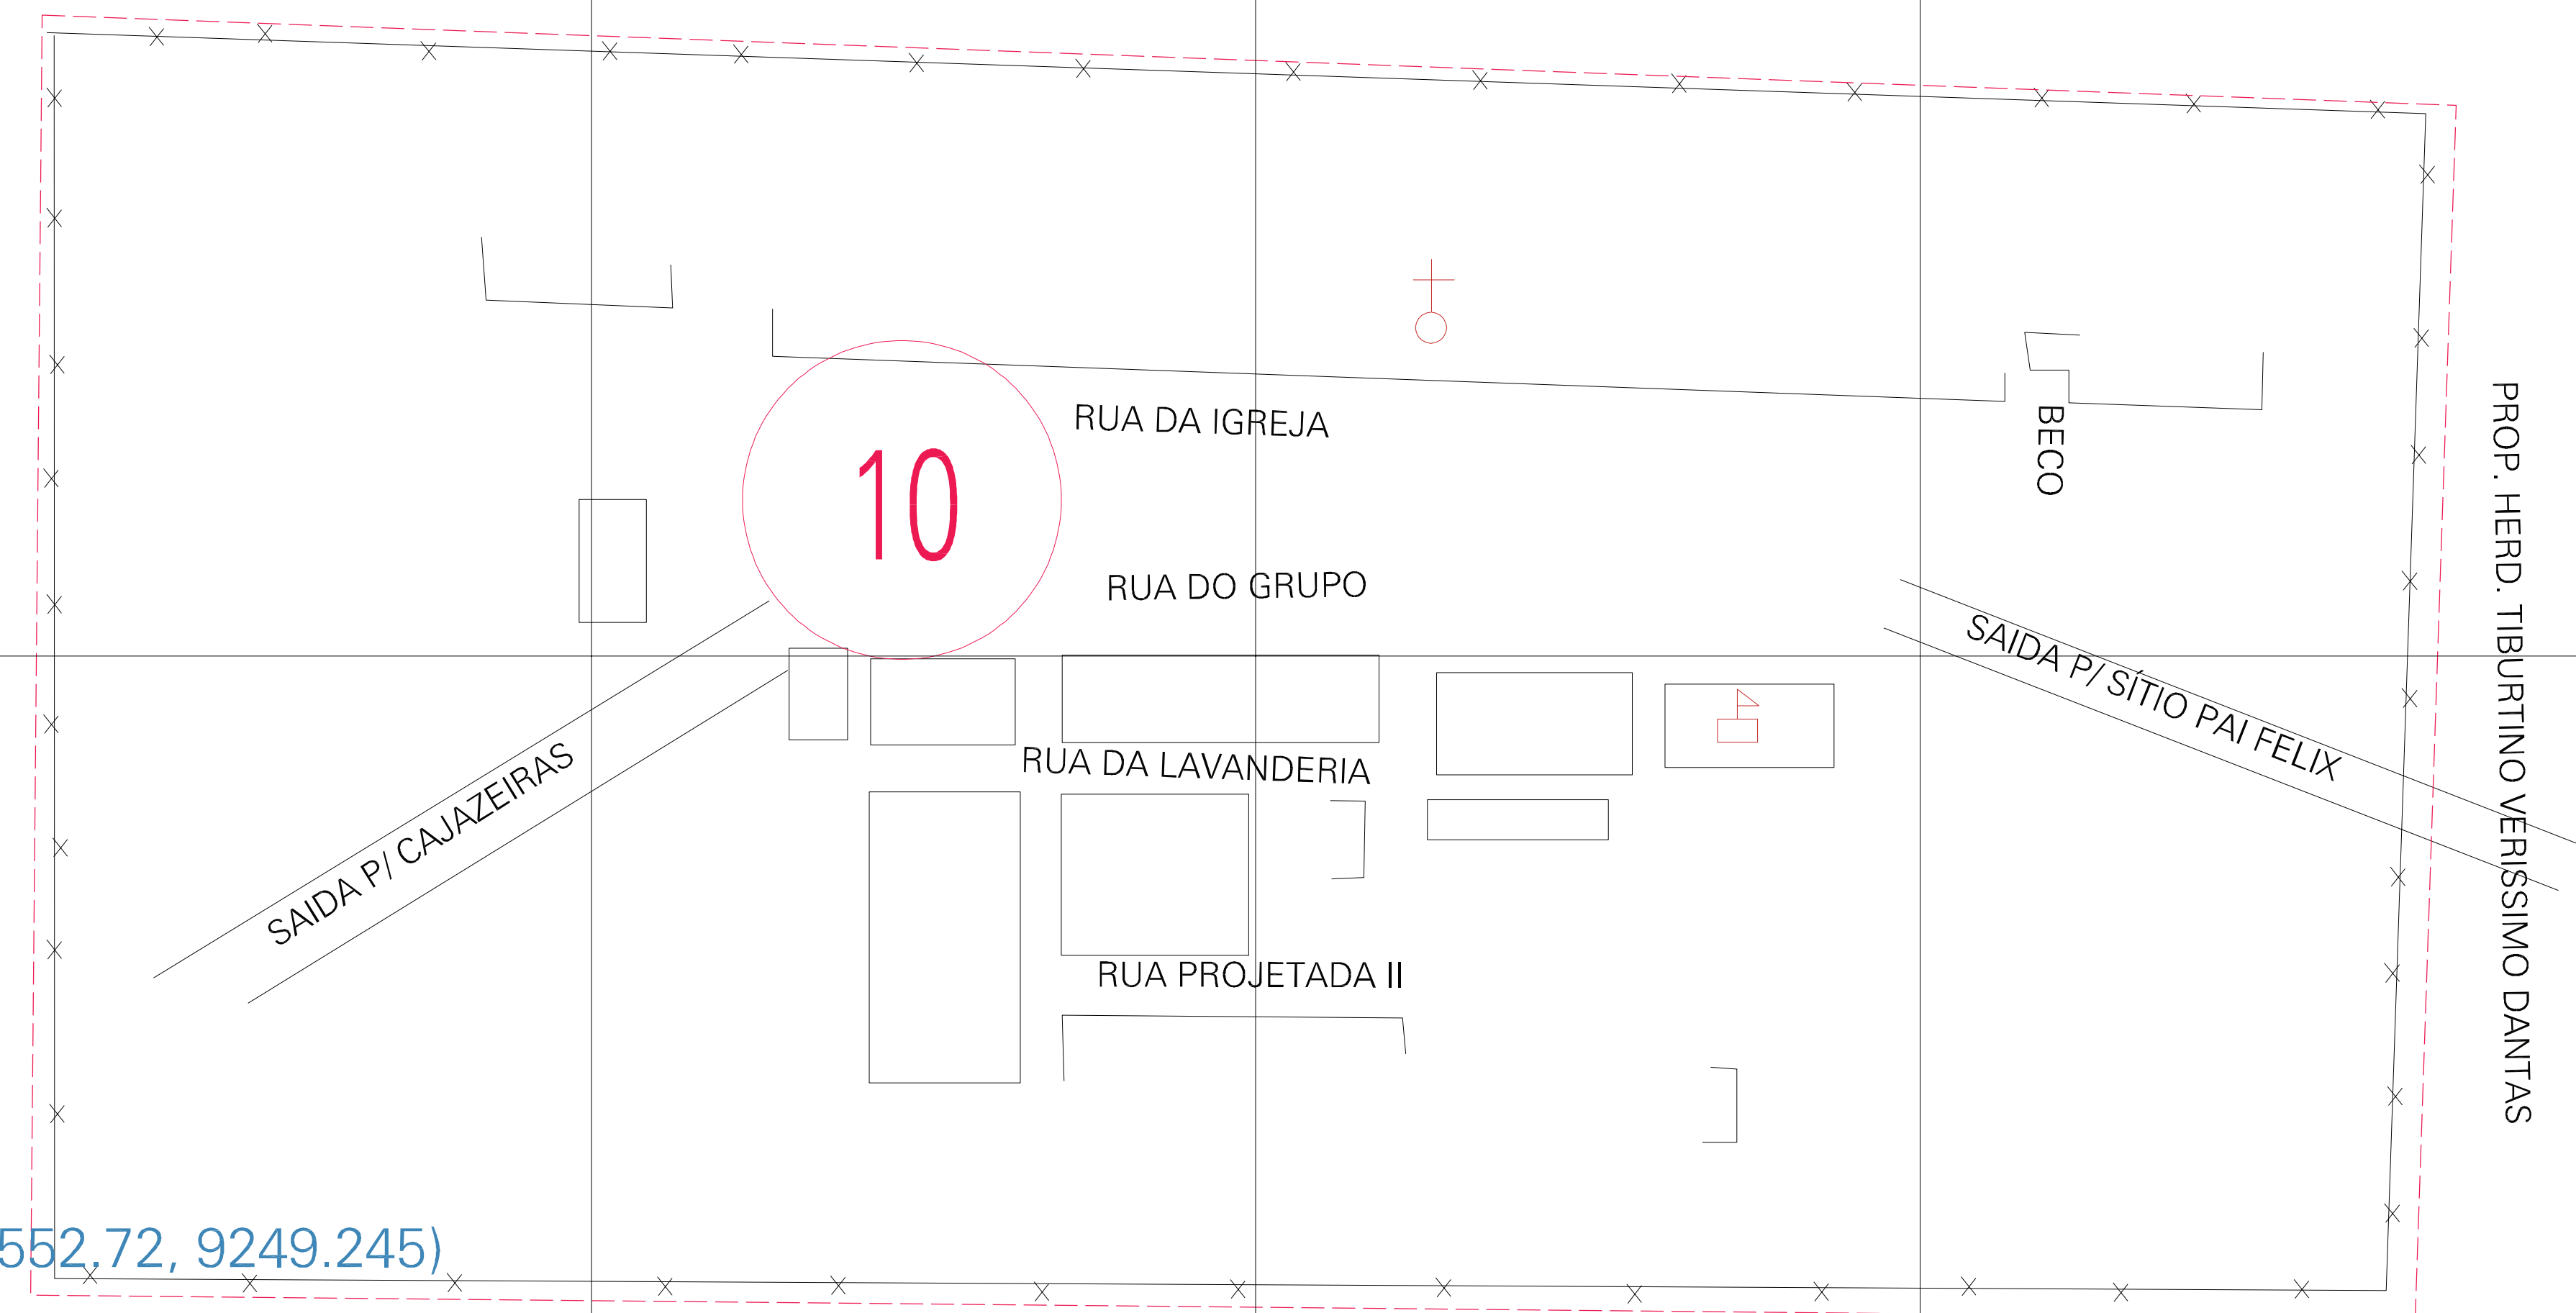 RUA DA IGREJA
BECO
10
RUA DO GRUPO
PROP. HERD. TIBURTINO VERISSIMO DANTAS
SAIDA P/ SÍTIO PAI FELIX
RUA DA LAVANDERIA
SAIDA P/ CAJAZEIRAS
RUA PROJETADA II
552.72, 9249.245)